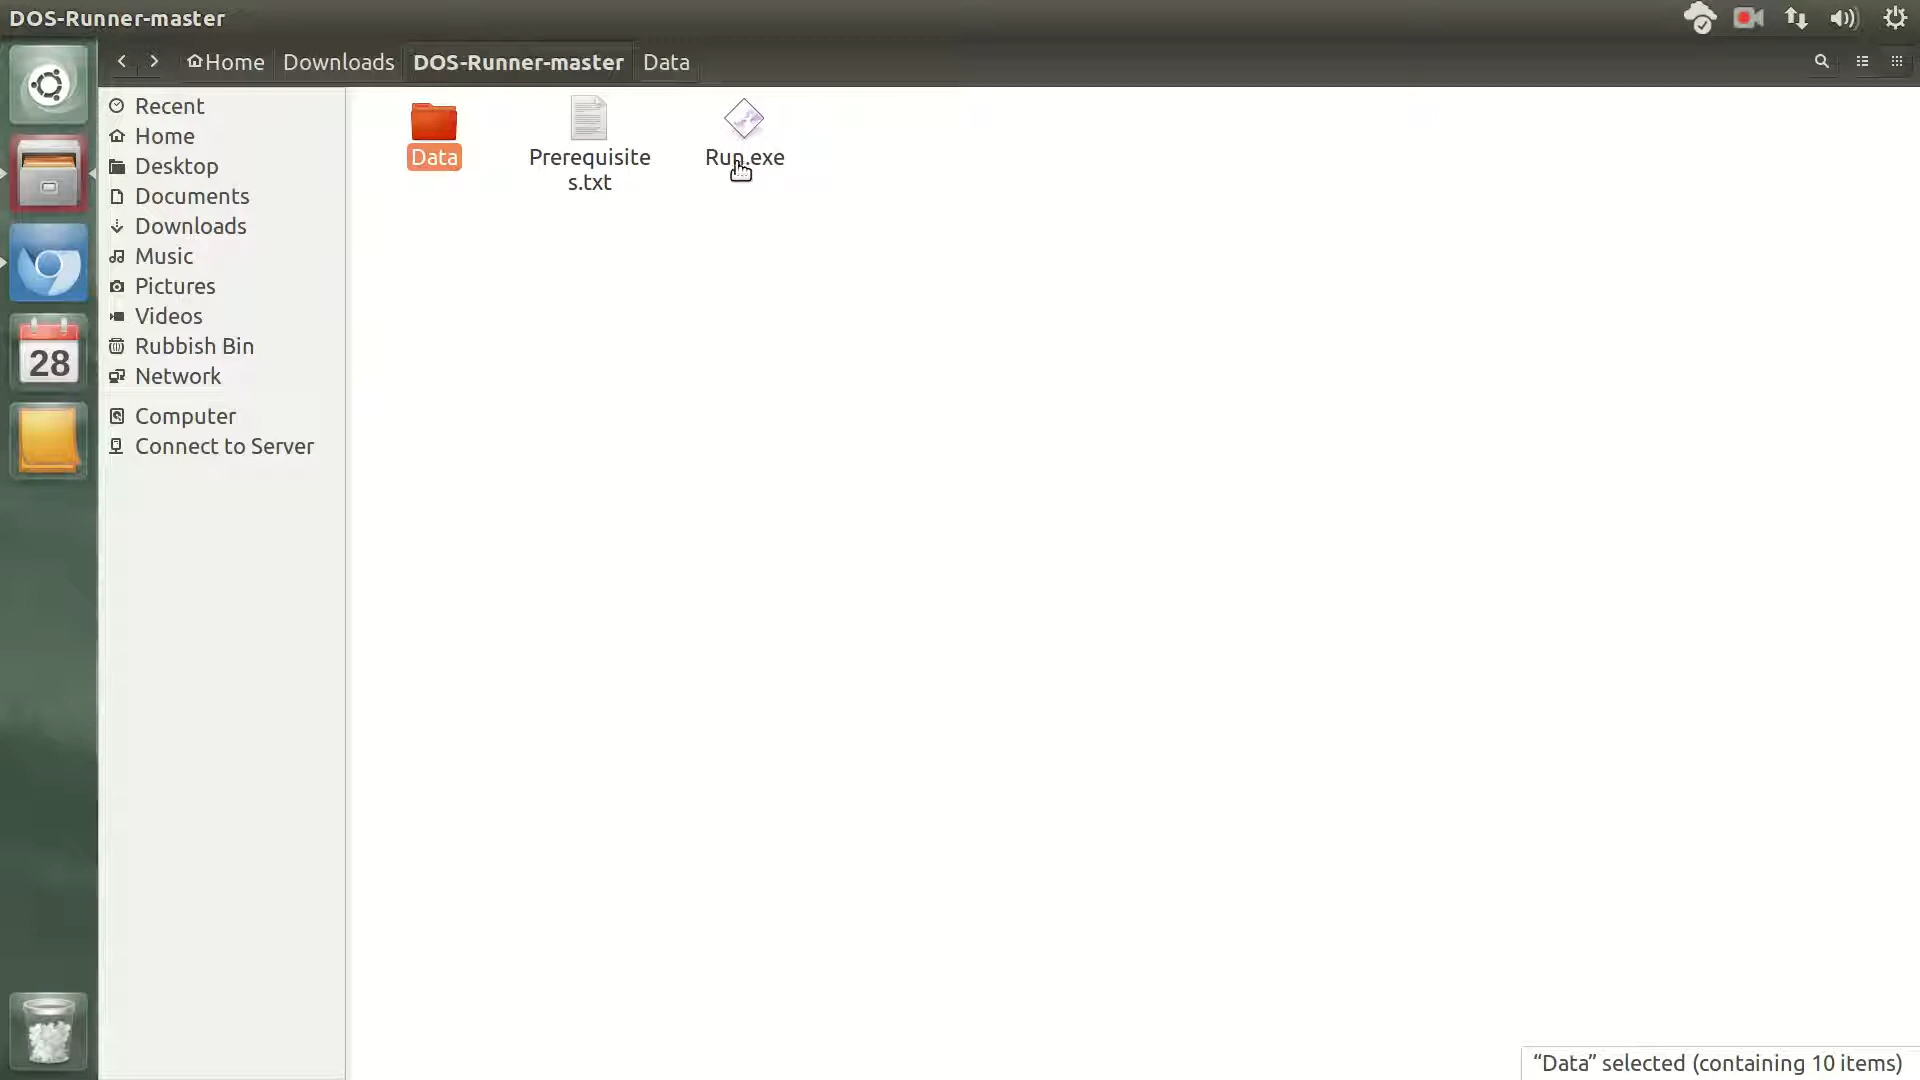 DOS-Runner-master
Home Downloads DOS-Runner-master Data
Recent
Home
Desktop
Documents
Downloads
Music
Pictures
Videos
Rubbish Bin
Network
Computer
Connect to Server
Data
Prerequisite
s.txt
Run.exe
28
“Data” selected (containing 10 items)